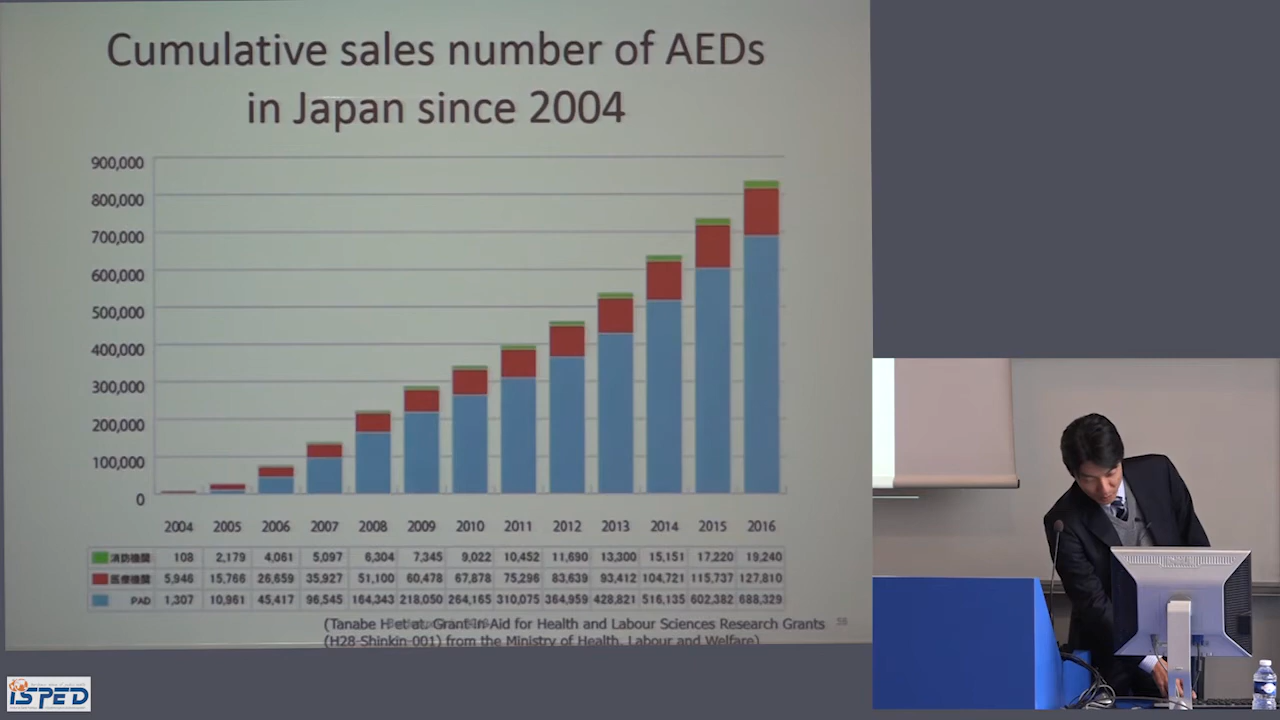 Cumulative sales number of AEDs
in Japan since 2004
900,000
800,000
700,000
600,000
500,000
400,000
300,000
200,000
100,000
0
2004 2005 2006 2007 2008 2009 2010 2011 2012 2013 2014 2015 2016
消防機関 108 2,179 4,061 5,097 6,304 7,345 9,022 10,452 11,690 13,300 15,151 17,220 19,240
医療機関 5,946 15,766 26,659 35,927 51,100 60,478 67,878 75,296 83,639 93,412 104,721 115,737 127,810
PAD 1,307 10,961 45,417 96,545 164,343 218,050 264,165 310,075 364,959 428,821 516,135 602,382 688,329
(Tanabe H et at. Grant In Aid for Health and Labour Sciences Research Grants
(H28-Shinkin-001) from the Ministry of Health, Labour and Welfare)
ISPED